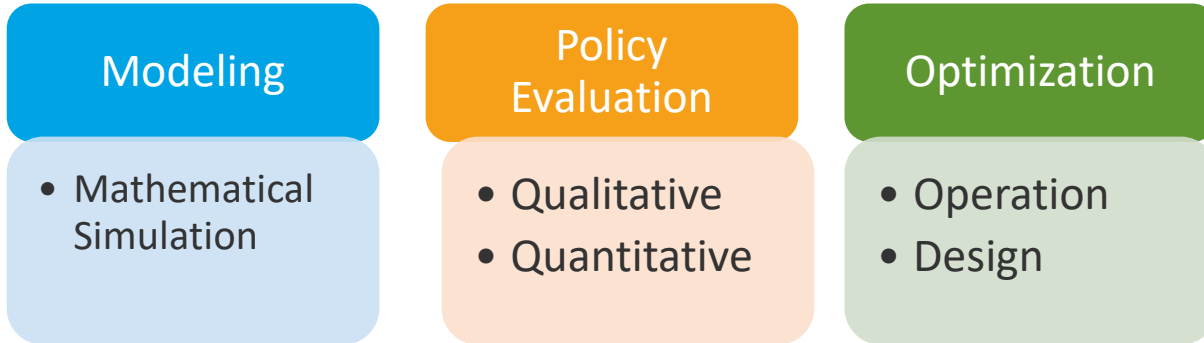 Modeling
• Mathematical
Simulation
Policy
Evaluation
• Qualitative
• Quantitative
Optimization
• Operation
• Design